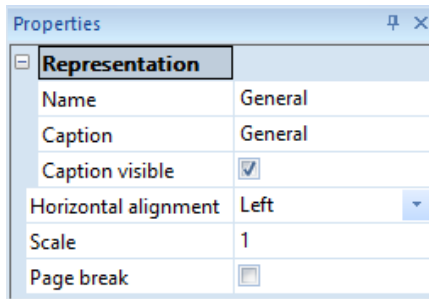 Properties
Representation
Name General
Caption General
Caption visible
Horizontal alignment Left
Scale 1
Page break